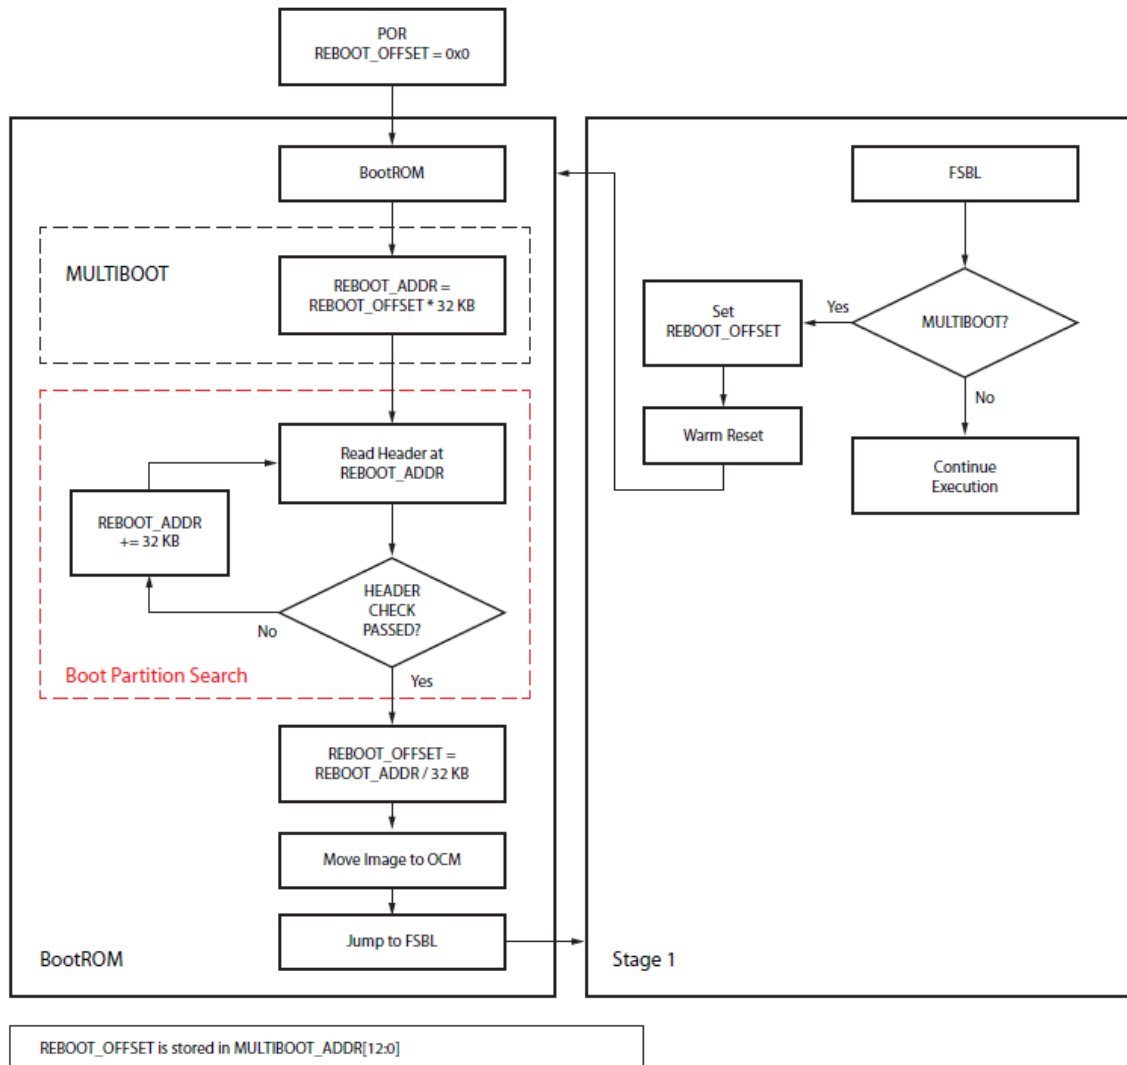 POR
REBOOT_OFFSET = 0x0
BootROM
MULTIBOOT
REBOOT_ADDR =
REBOOT_OFFSET * 32 KB
Read Header at
REBOOT_ADDR
REBOOT_ADDR
+= 32 KB
HEADER
CHECK
PASSED?
No
Boot Partition Search
Yes
REBOOT_OFFSET =
REBOOT_ADDR / 32 KB
Move Image to OCM
Jump to FSBL
BootROM
FSBL
MULTIBOOT?
Yes
Set
REBOOT_OFFSET
No
Warm Reset
Continue
Execution
Stage 1
REBOOT_OFFSET is stored in MULTIBOOT_ADDR[12:0]